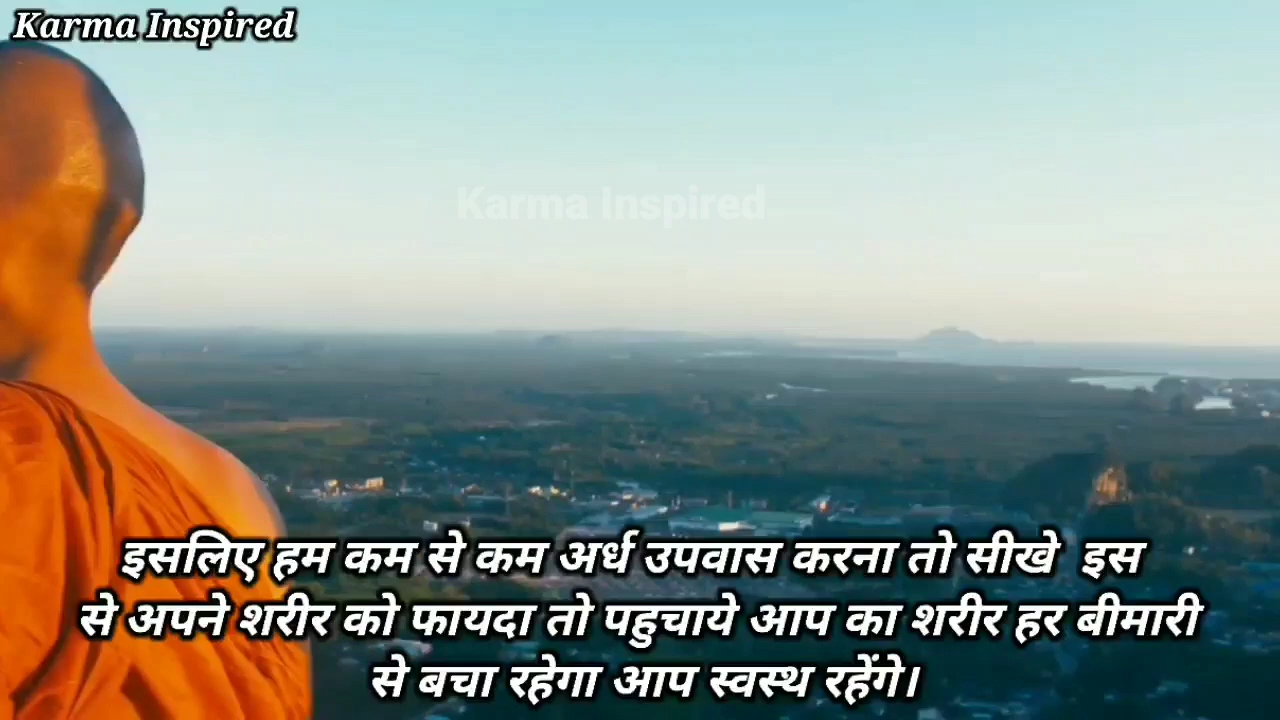 Karma Inspired
Karma Inspired
इसलिए हम कम से कम अर्ध उपवास करना तो सीखे इस
से अपने शरीर को फायदा तो पहुचाये आप का शरीर हर बीमारी
से बचा रहेगा आप स्वस्थ रहेंगे।